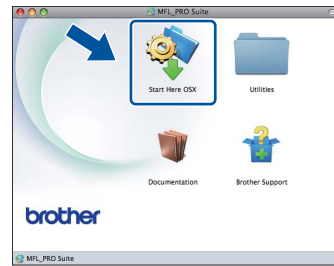 MFL_PRO Suite
Start Here OSX
Utilities
Documentation
Brother Support
brother
MFL_PRO Suite